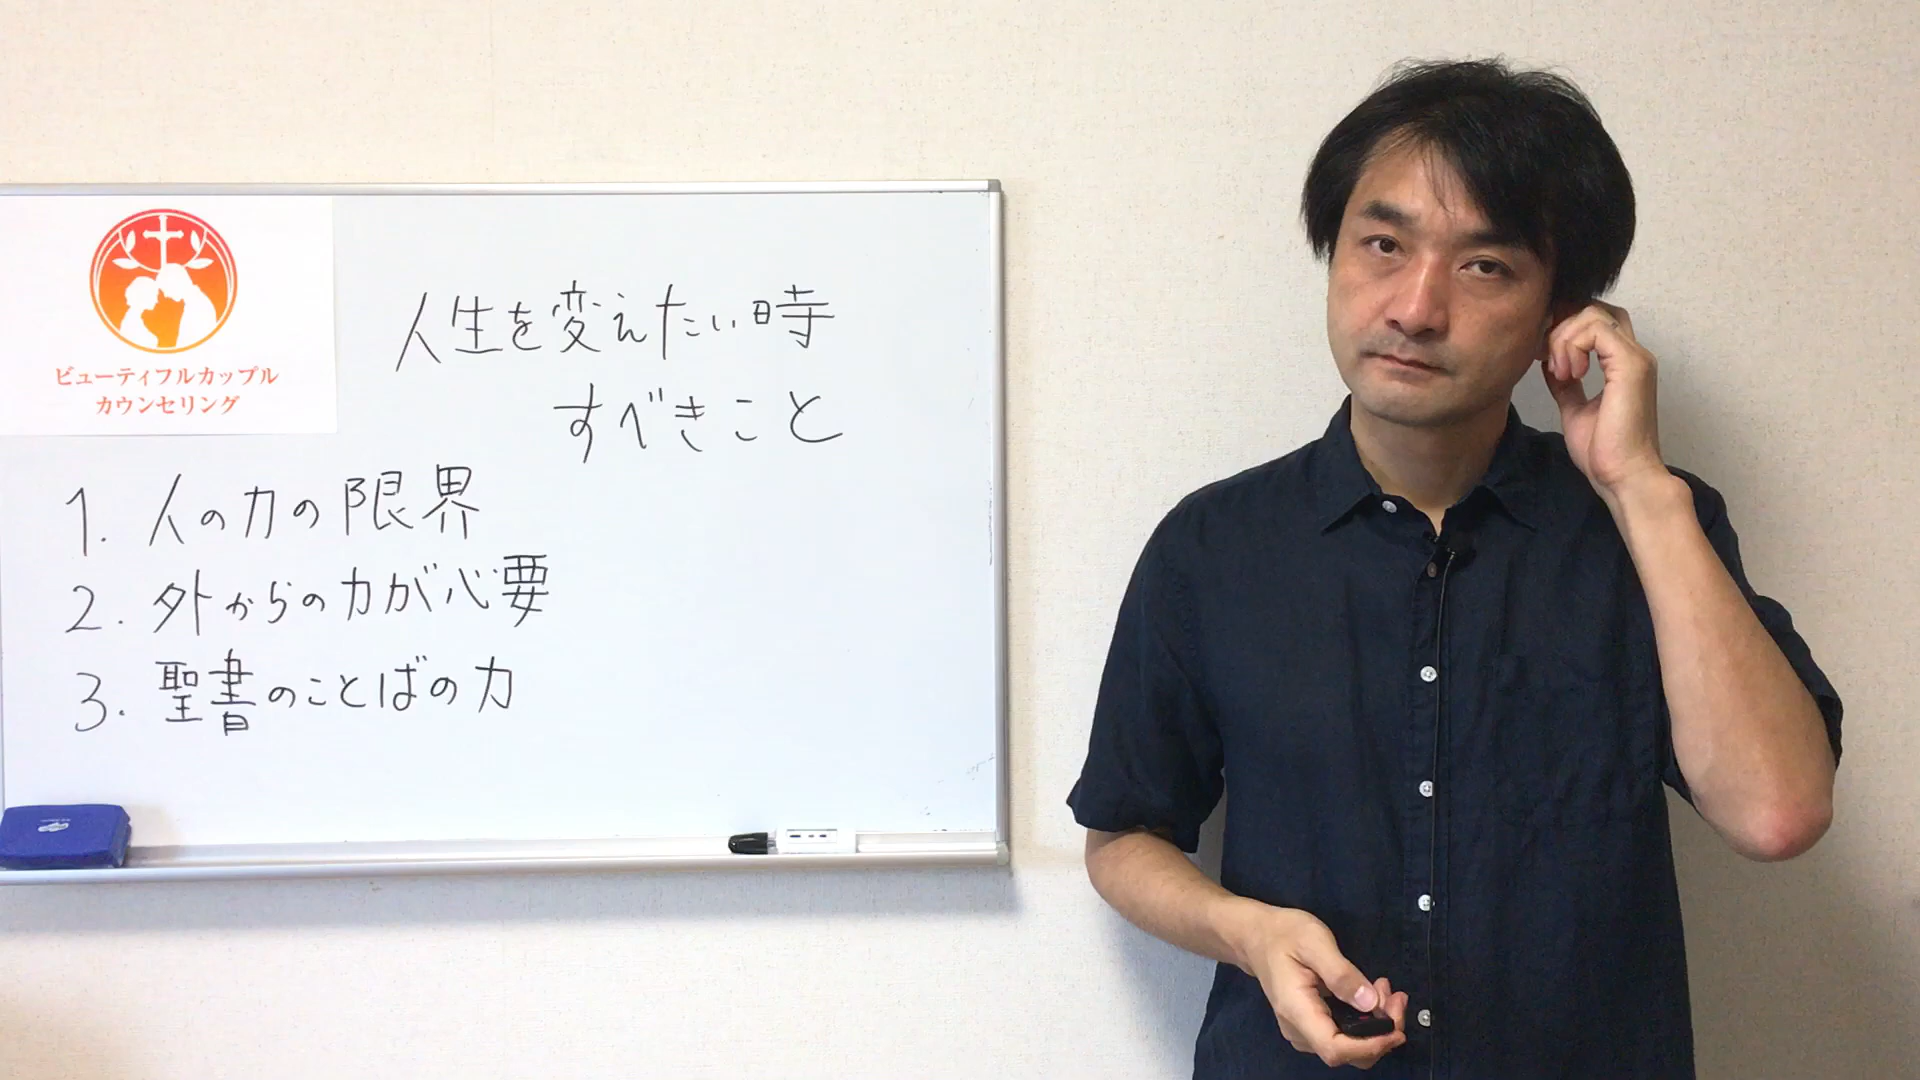 ビューティフルカップル
カウンセリング
人生を変えたい時
すべきこと
1. 人の力の限界
2. 外からの力が必要
3. 聖書のことばの力